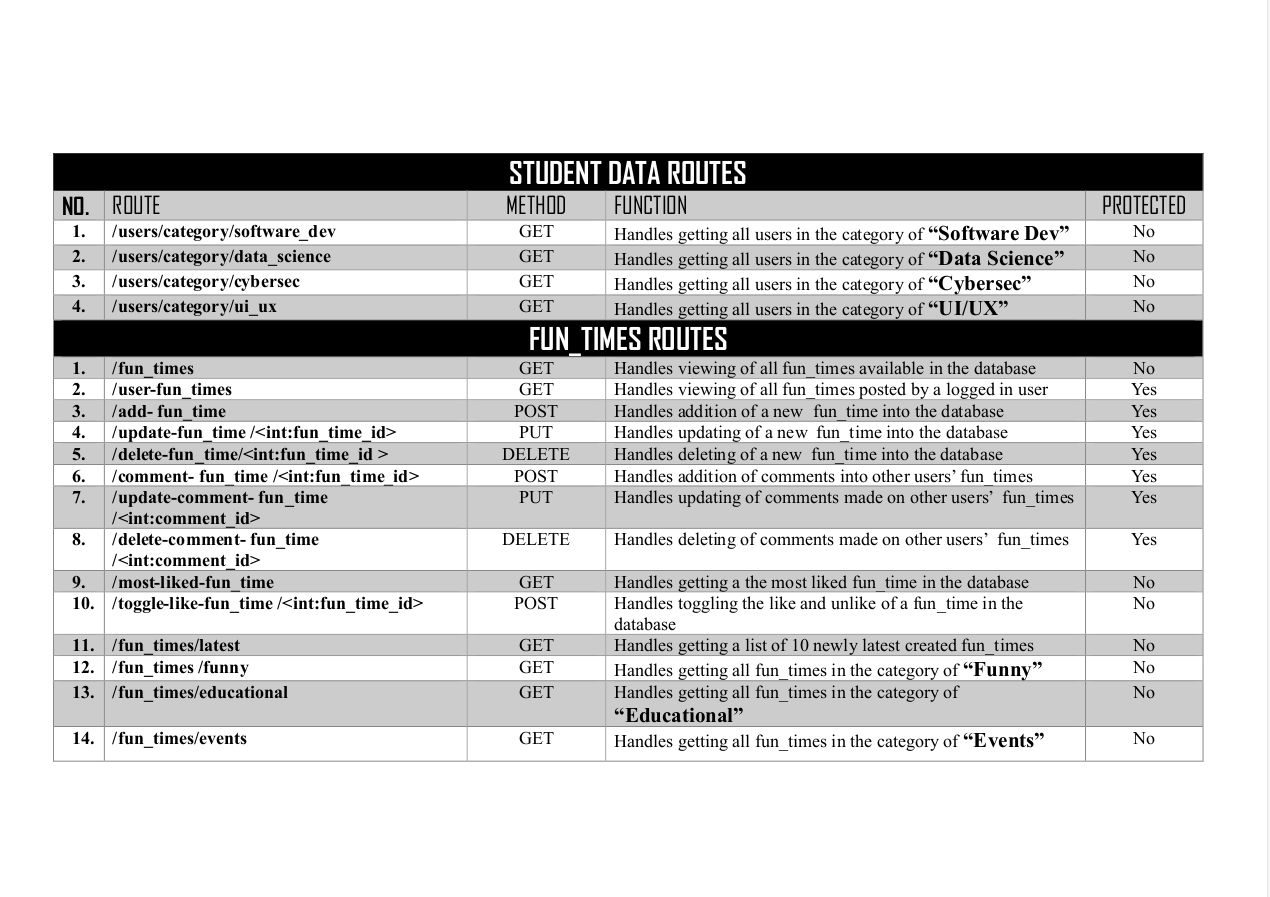 STUDENT DATA ROUTES
NO. ROUTE METHOD FUNCTION PROTECTED
1. /users/category/software_dev GET Handles getting all users in the category of “Software Dev” No
2. /users/category/data_science GET Handles getting all users in the category of “Data Science” No
3. /users/category/cybersec GET Handles getting all users in the category of “Cybersec” No
4. /users/category/ui_ux GET Handles getting all users in the category of “UI/UX” No
FUN_TIMES ROUTES
1. /fun_times GET Handles viewing of all fun_times available in the database No
2. /user-fun_times GET Handles viewing of all fun_times posted by a logged in user Yes
3. /add- fun_time POST Handles addition of a new fun_time into the database Yes
4. /update-fun_time /<int:fun_time_id> PUT Handles updating of a new fun_time into the database Yes
5. /delete-fun_time/<int:fun_time_id > DELETE Handles deleting of a new fun_time into the database Yes
6. /comment- fun_time /<int:fun_time_id> POST Handles addition of comments into other users’ fun_times Yes
7. /update-comment- fun_time PUT Handles updating of comments made on other users’ fun_times Yes
/<int:comment_id>
8. /delete-comment- fun_time DELETE Handles deleting of comments made on other users’ fun_times Yes
/<int:comment_id>
9. /most-liked-fun_time GET Handles getting a the most liked fun_time in the database No
10. /toggle-like-fun_time /<int:fun_time_id> POST Handles toggling the like and unlike of a fun_time in the No
database
11. /fun_times/latest GET Handles getting a list of 10 newly latest created fun_times No
12. /fun_times /funny GET Handles getting all fun_times in the category of “Funny” No
13. /fun_times/educational GET Handles getting all fun_times in the category of No
“Educational”
14. /fun_times/events GET Handles getting all fun_times in the category of “Events” No